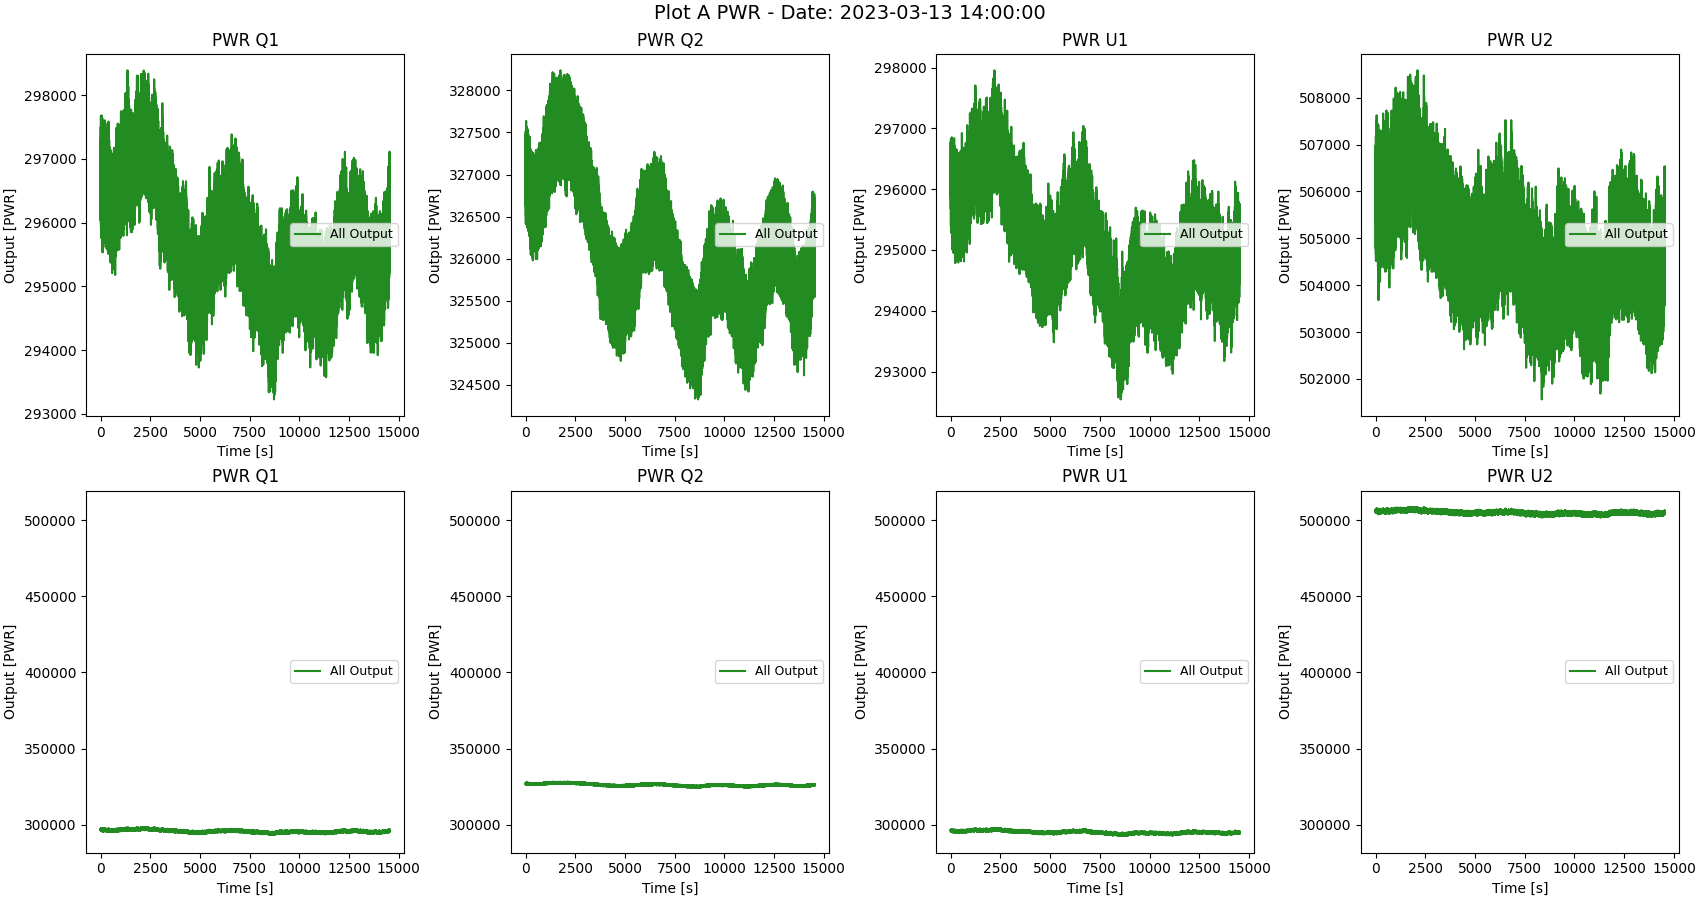 Plot A PWR - Date: 2023-03-13 14:00:00
PWR Q1
Output [PWR]
298000
297000
296000
295000
294000
293000
0 2500 5000 7500 10000 12500 15000
Time [s]
All Output
PWR Q2
Output [PWR]
328000
327500
327000
326500
326000
325500
325000
324500
0 2500 5000 7500 10000 12500 15000
Time [s]
All Output
PWR U1
Output [PWR]
298000
297000
296000
295000
294000
293000
0 2500 5000 7500 10000 12500 15000
Time [s]
All Output
PWR U2
Output [PWR]
508000
507000
506000
505000
504000
503000
502000
0 2500 5000 7500 10000 12500 15000
Time [s]
All Output
PWR Q1
Output [PWR]
500000
450000
400000
350000
300000
0 2500 5000 7500 10000 12500 15000
Time [s]
All Output
PWR Q2
Output [PWR]
500000
450000
400000
350000
300000
0 2500 5000 7500 10000 12500 15000
Time [s]
All Output
PWR U1
Output [PWR]
500000
450000
400000
350000
300000
0 2500 5000 7500 10000 12500 15000
Time [s]
All Output
PWR U2
Output [PWR]
500000
450000
400000
350000
300000
0 2500 5000 7500 10000 12500 15000
Time [s]
All Output